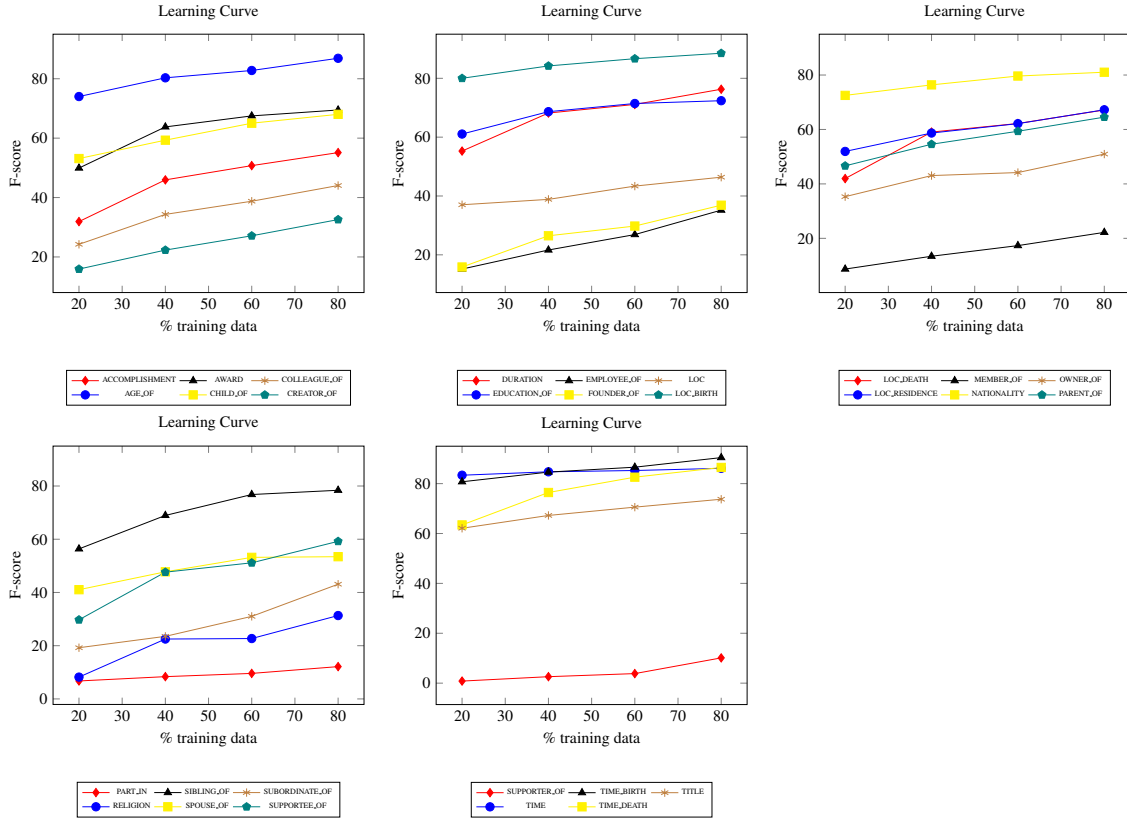 Learning Curve
F-score
80
60
40
20
20 30 40 50 60 70 80
% training data
ACCOMPLISHMENT AWARD COLLEAGUE_OF
AGE_OF CHILD_OF CREATOR_OF
Learning Curve
F-score
80
60
40
20
20 30 40 50 60 70 80
% training data
DURATION EMPLOYEE_OF LOC
EDUCATION_OF FOUNDER_OF LOC_BIRTH
Learning Curve
F-score
80
60
40
20
20 30 40 50 60 70 80
% training data
LOC_DEATH MEMBER_OF OWNER_OF
LOC_RESIDENCE NATIONALITY PARENT_OF
Learning Curve
F-score
80
60
40
20
0
20 30 40 50 60 70 80
% training data
PART_IN SIBLING_OF SUBORDINATE_OF
RELIGION SPOUSE_OF SUPPORTEE_OF
Learning Curve
F-score
80
60
40
20
0
20 30 40 50 60 70 80
% training data
SUPPORTER_OF TIME_BIRTH TITLE
TIME TIME_DEATH